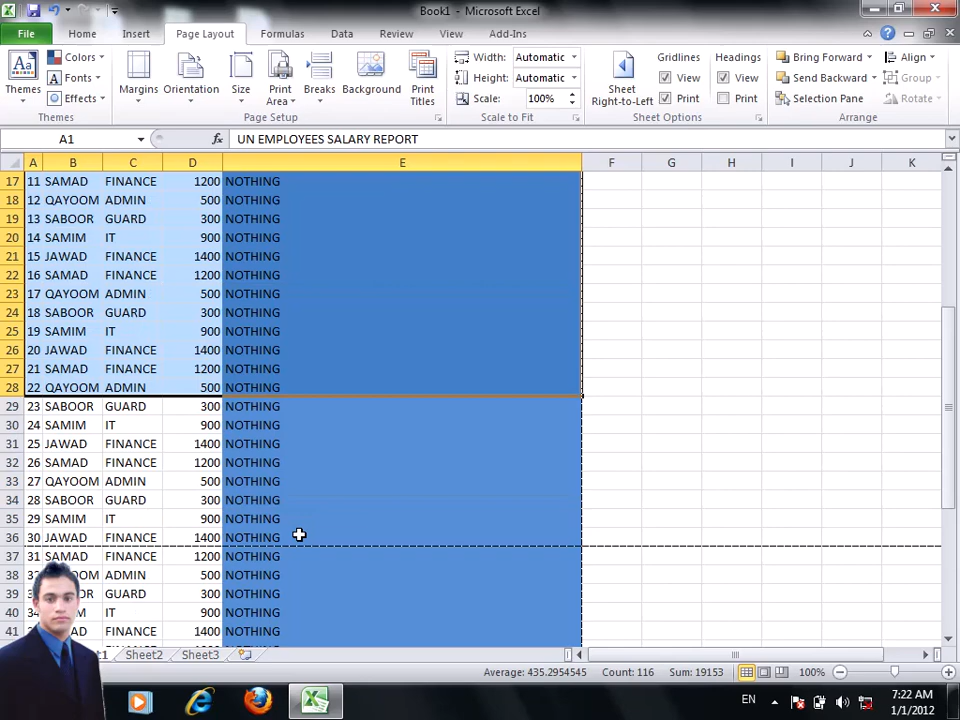 Book1 - Microsoft Excel
File Home Insert Page Layout Formulas Data Review View Add-Ins
Themes
Colors
Fonts
Effects
Themes
Margins Orientation Size Print Area Breaks Background Print Titles
Page Setup
Width: Automatic
Height: Automatic
Scale: 100%
Scale to Fit
Sheet Right-to-Left
Gridlines Headings
View View
Print Print
Sheet Options
Bring Forward Align
Send Backward Group
Selection Pane Rotate
Arrange
A1 fx UN EMPLOYEES SALARY REPORT
A B C D E F G H I J K
17 11 SAMAD FINANCE 1200 NOTHING
18 12 QAYOOM ADMIN 500 NOTHING
19 13 SABOOR GUARD 300 NOTHING
20 14 SAMIM IT 900 NOTHING
21 15 JAWAD FINANCE 1400 NOTHING
22 16 SAMAD FINANCE 1200 NOTHING
23 17 QAYOOM ADMIN 500 NOTHING
24 18 SABOOR GUARD 300 NOTHING
25 19 SAMIM IT 900 NOTHING
26 20 JAWAD FINANCE 1400 NOTHING
27 21 SAMAD FINANCE 1200 NOTHING
28 22 QAYOOM ADMIN 500 NOTHING
29 23 SABOOR GUARD 300 NOTHING
30 24 SAMIM IT 900 NOTHING
31 25 JAWAD FINANCE 1400 NOTHING
32 26 SAMAD FINANCE 1200 NOTHING
33 27 QAYOOM ADMIN 500 NOTHING
34 28 SABOOR GUARD 300 NOTHING
35 29 SAMIM IT 900 NOTHING
36 30 JAWAD FINANCE 1400 NOTHING
37 31 SAMAD FINANCE 1200 NOTHING
38 OOM ADMIN 500 NOTHING
39 OOR GUARD 300 NOTHING
40 IT 900 NOTHING
41 FINANCE 1400 NOTHING
Sheet2 Sheet3
Average: 435.2954545 Count: 116 Sum: 19153 100%
EN
7:22 AM
1/1/2012